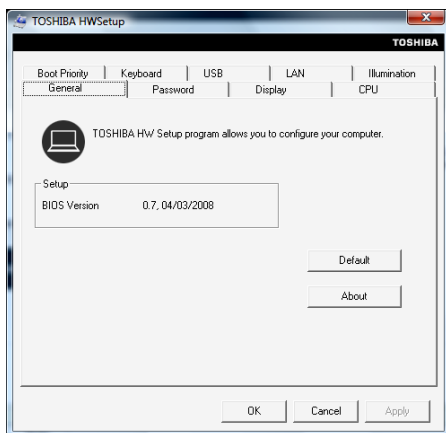 TOSHIBA HWSetup
TOSHIBA
Boot Priority Keyboard USB LAN Illumination
General Password Display CPU
TOSHIBA HW Setup program allows you to configure your computer.
Setup
BIOS Version 0.7, 04/03/2008
Default
About
OK Cancel Apply